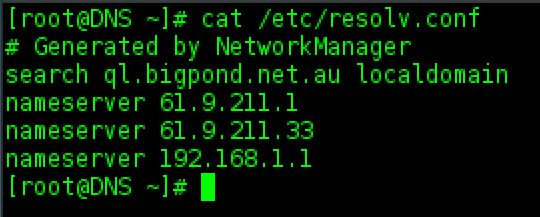 [root@DNS ~]# cat /etc/resolv.conf
# Generated by NetworkManager
search ql.bigpond.net.au localdomain
nameserver 61.9.211.1
nameserver 61.9.211.33
nameserver 192.168.1.1
[root@DNS ~]#